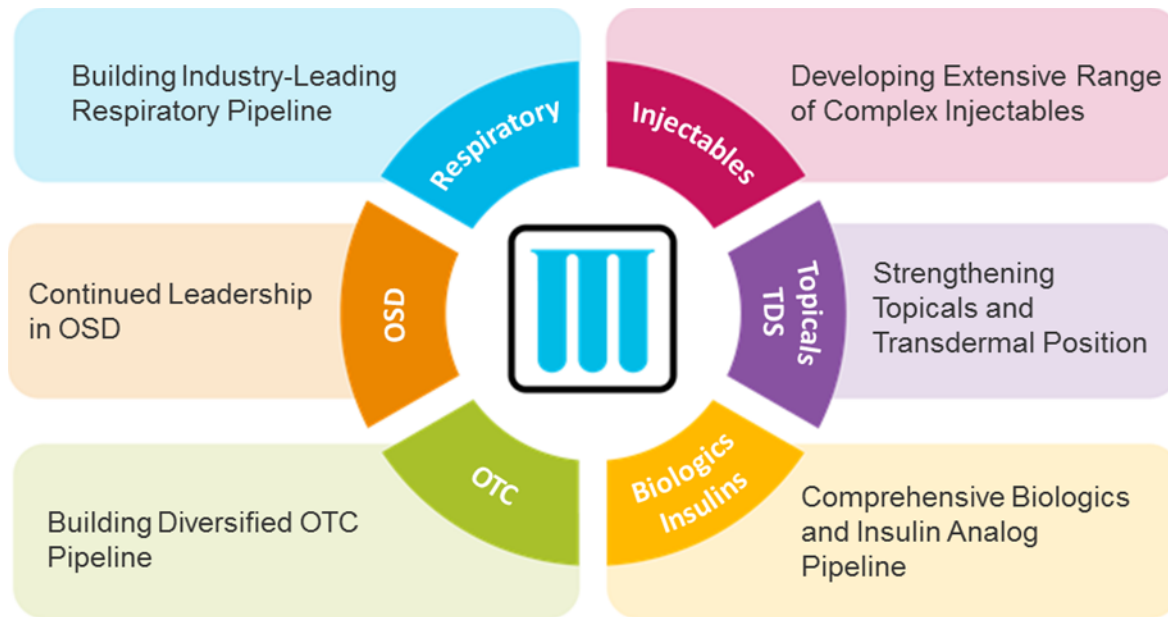 Building Industry-Leading
Respiratory Pipeline
Respiratory
Injectables
Developing Extensive Range
of Complex Injectables
Continued Leadership
in OSD
OSD
Topicals
TDS
Strengthening
Topicals and
Transdermal Position
Building Diversified OTC
Pipeline
OTC
Biologics
Insulins
Comprehensive Biologics
and Insulin Analog
Pipeline